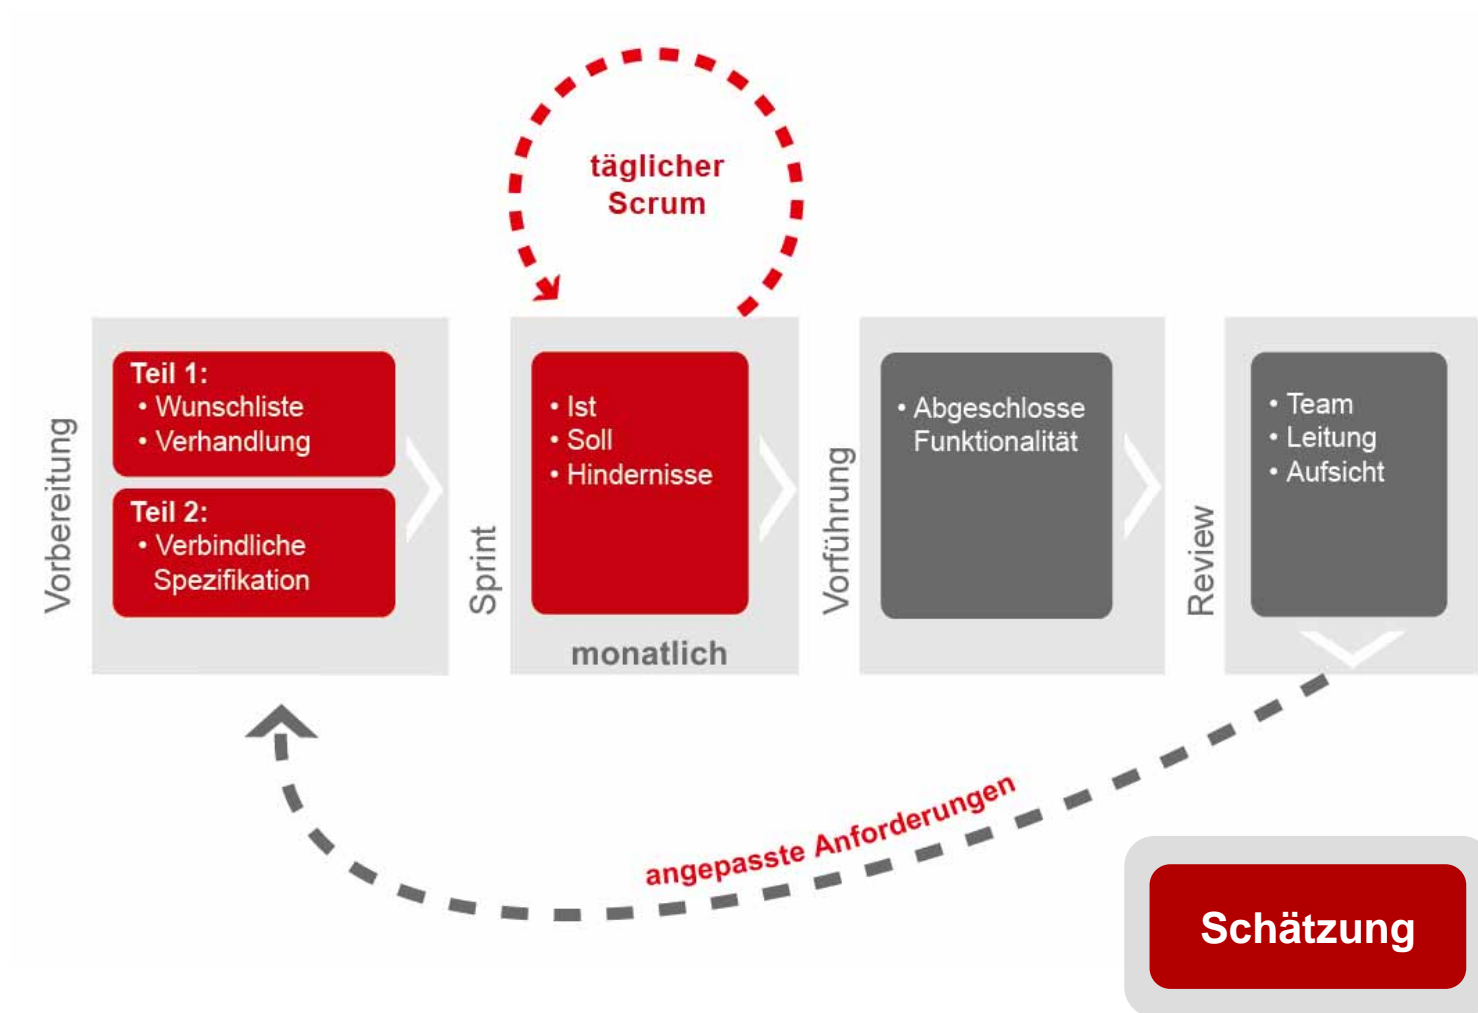 täglicher
Scrum
Vorbereitung
Teil 1:
• Wunschliste
• Verhandlung
Teil 2:
• Verbindliche
Spezifikation
Sprint
• Ist
• Soll
• Hindernisse
monatlich
Vorführung
• Abgeschlosse
Funktionalität
Review
• Team
• Leitung
• Aufsicht
angepasste Anforderungen
Schätzung